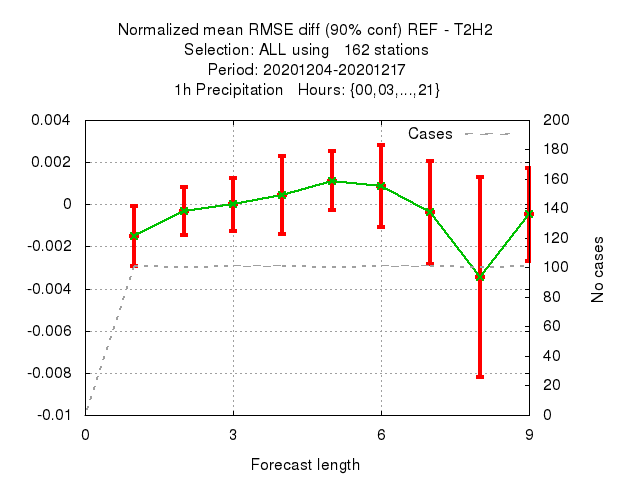 Normalized mean RMSE diff (90% conf) REF - T2H2
Selection: ALL using   162 stations
Period: 20201204-20201217
1h Precipitation   Hours: {00,03,...,21}
Cases
0.004
0.002
0
-0.002
-0.004
-0.006
-0.008
-0.01
200
180
160
140
120
100
80
60
40
20
0
No cases
0 3 6 9
Forecast length